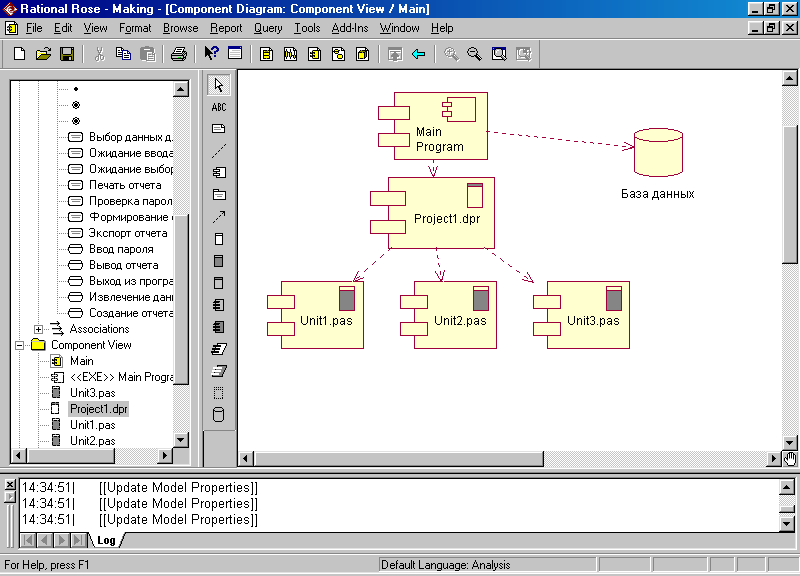 Rational Rose - Making - [Component Diagram: Component View / Main]
File Edit View Format Browse Report Query Tools Add-Ins Window Help
ABC
Выбор данных д
Ожидание ввода
Ожидание выбор
Печать отчета
Проверка парол
Формирование
Экспорт отчета
Ввод пароля
Вывод отчета
Выход из програ
Извлечение дан
Создание отчета
Associations
Component View
Main
<<EXE>> Main Progra
Unit3.pas
Project1.dpr
Unit1.pas
Unit2.pas
Main
Program
База данных
Project1.dpr
Unit1.pas
Unit2.pas
Unit3.pas
14:34:51| [[Update Model Properties]]
14:34:51| [[Update Model Properties]]
14:34:51| [[Update Model Properties]]
Log
For Help, press F1
Default Language: Analysis